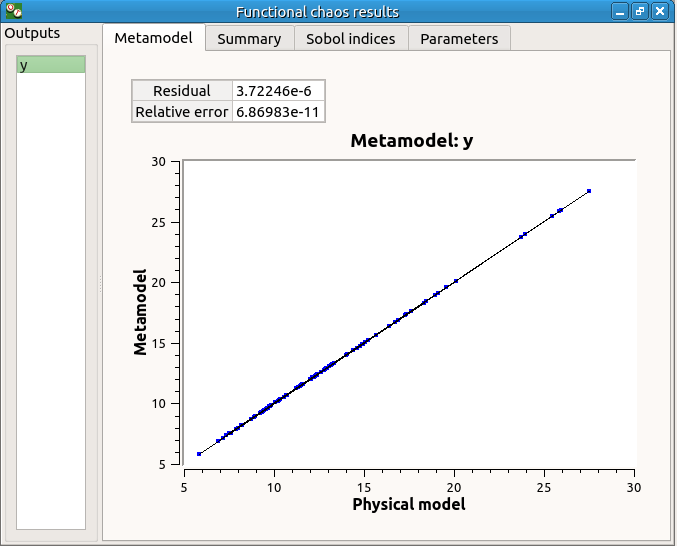 Functional chaos results
Outputs
Metamodel Summary Sobol indices Parameters
y
Residual 3.72246e-6
Relative error 6.86983e-11
Metamodel: y
30
25
20
15
10
5
Metamodel
5 10 15 20 25 30
Physical model